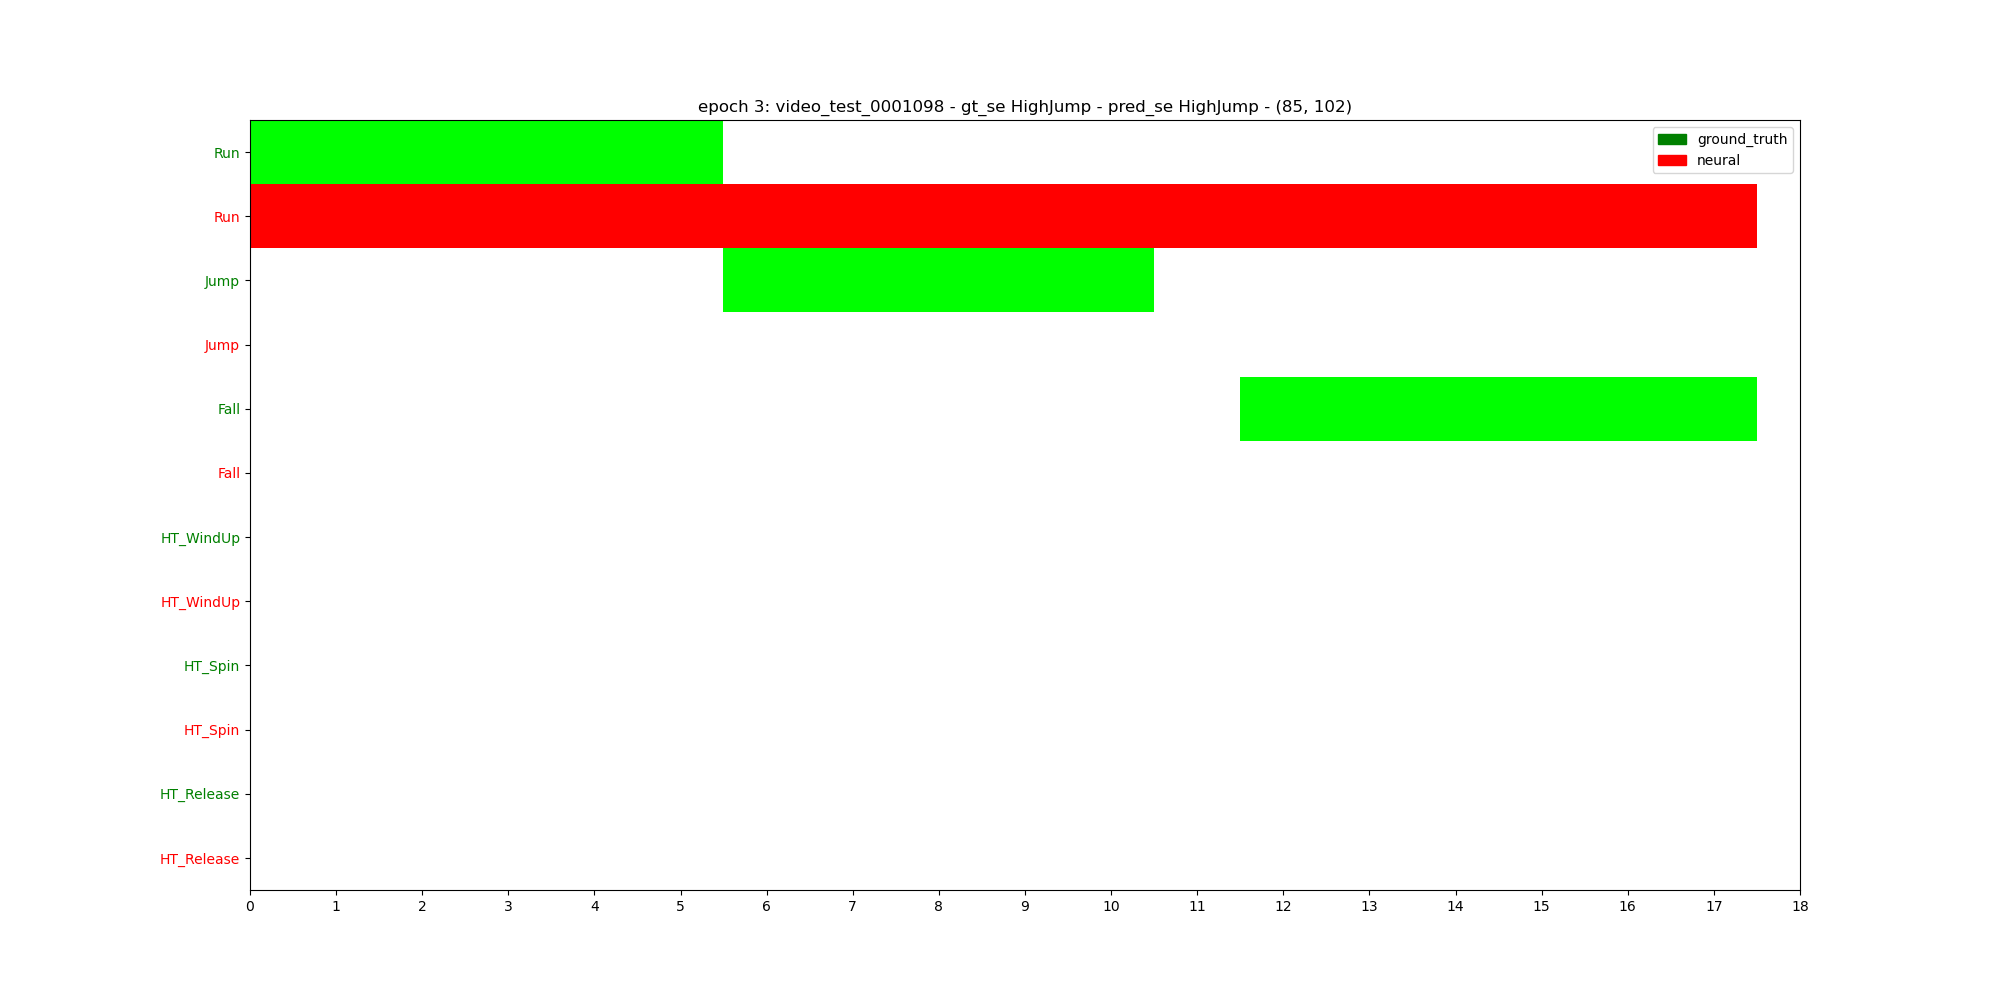 epoch 3: video_test_0001098 - gt_se HighJump - pred_se HighJump - (85, 102)
ground_truth
neural
Run
Run
Jump
Jump
Fall
Fall
HT_WindUp
HT_WindUp
HT_Spin
HT_Spin
HT_Release
HT_Release
0 1 2 3 4 5 6 7 8 9 10 11 12 13 14 15 16 17 18